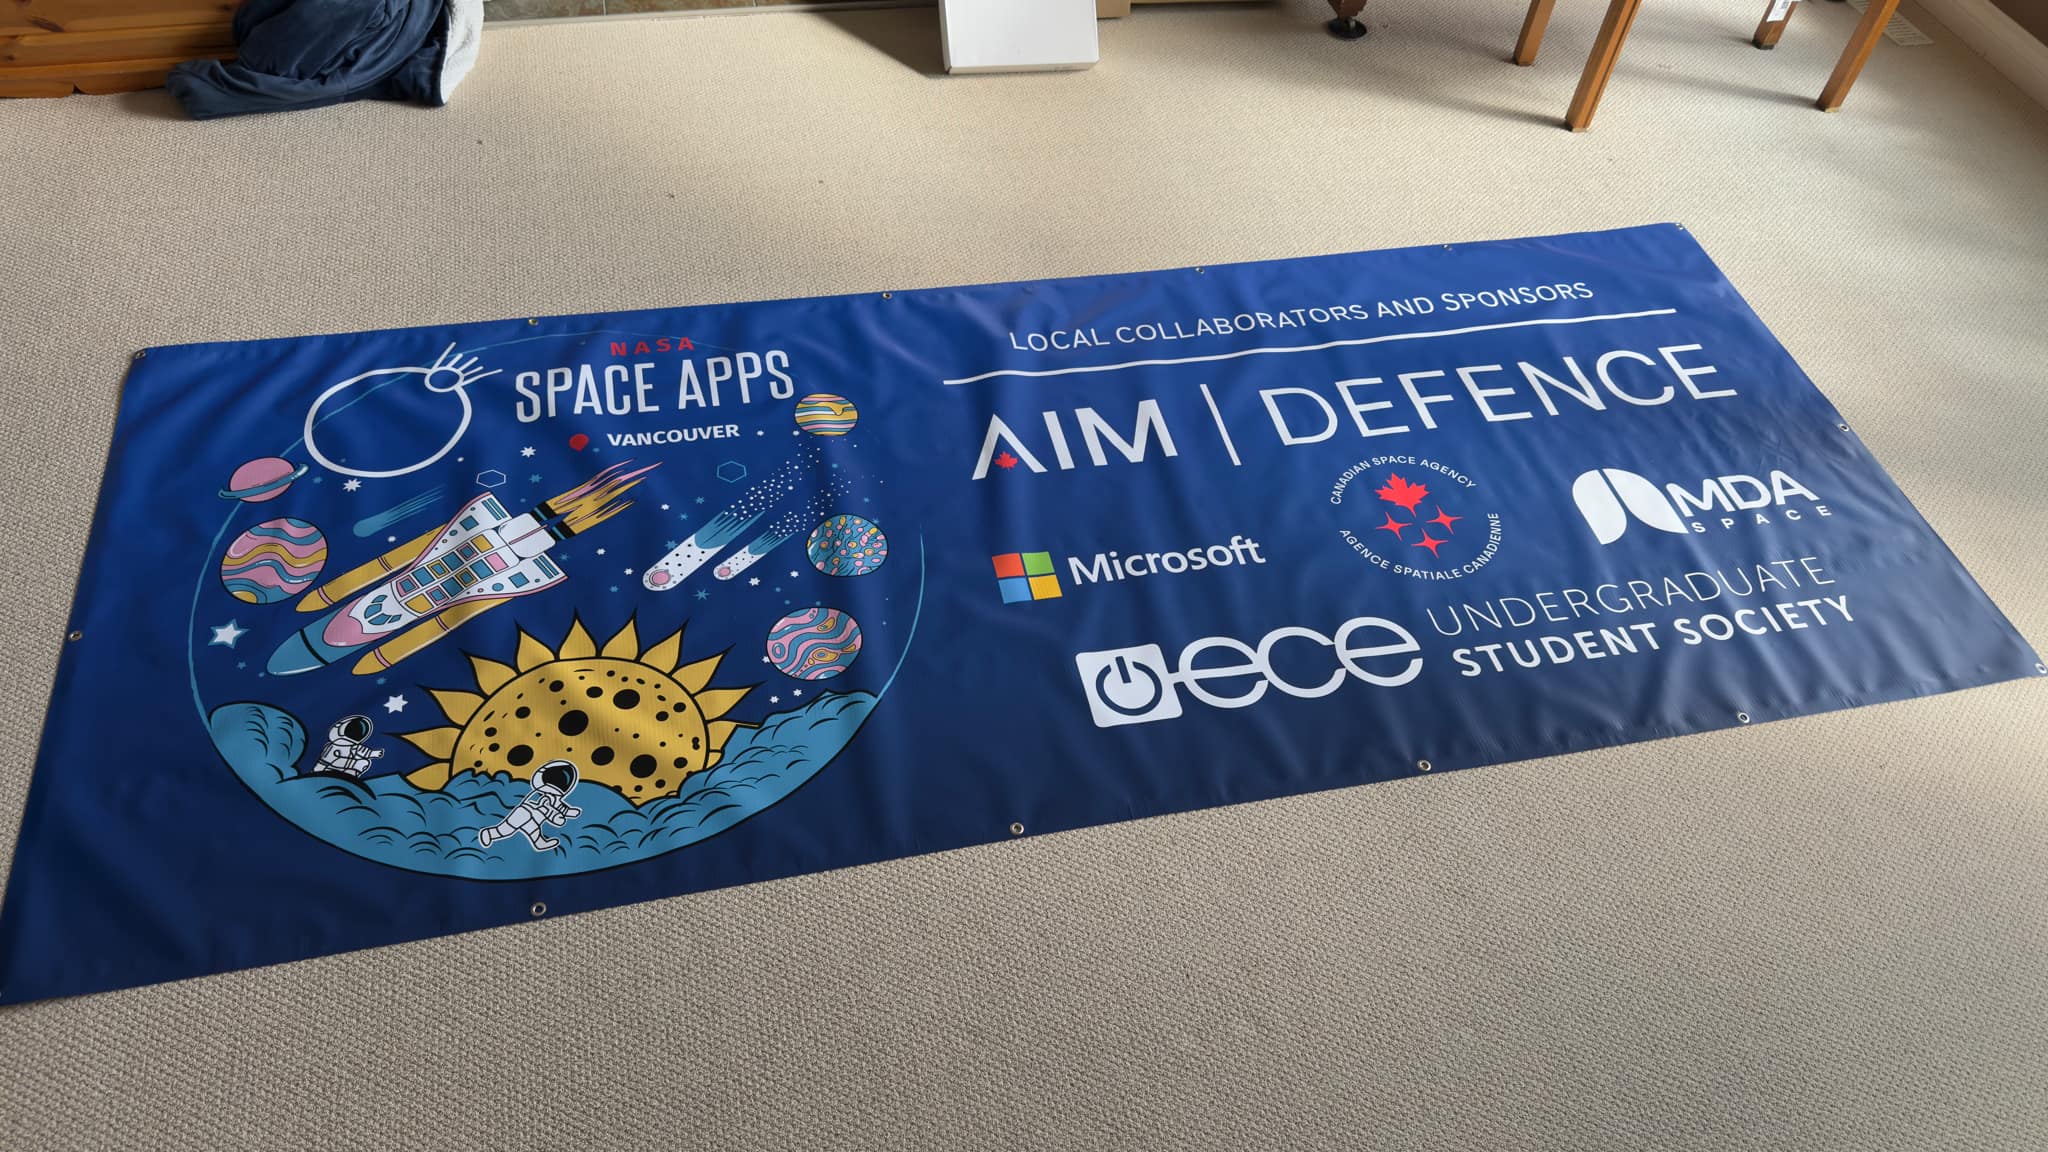 NASA
SPACE APPS
VANCOUVER
LOCAL COLLABORATORS AND SPONSORS
AIM | DEFENCE
Microsoft
CANADIAN SPACE AGENCY
AGENCE SPATIALE CANADIENNE
MDA
SPACE
ece
UNDERGRADUATE
STUDENT SOCIETY